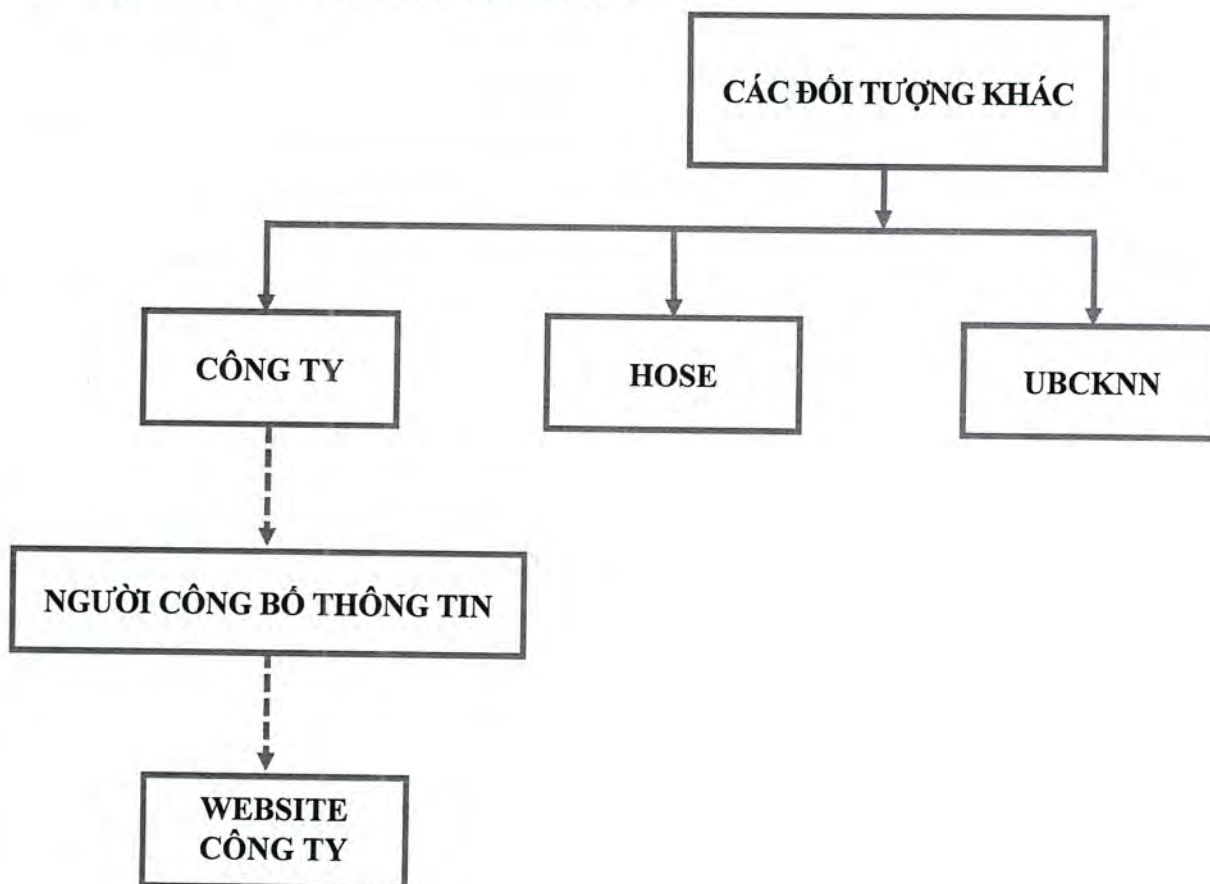 CÁC ĐỐI TƯỢNG KHÁC
CÔNG TY
HOSE
UBCKNN
NGƯỜI CÔNG BỐ THÔNG TIN
WEBSITE
CÔNG TY